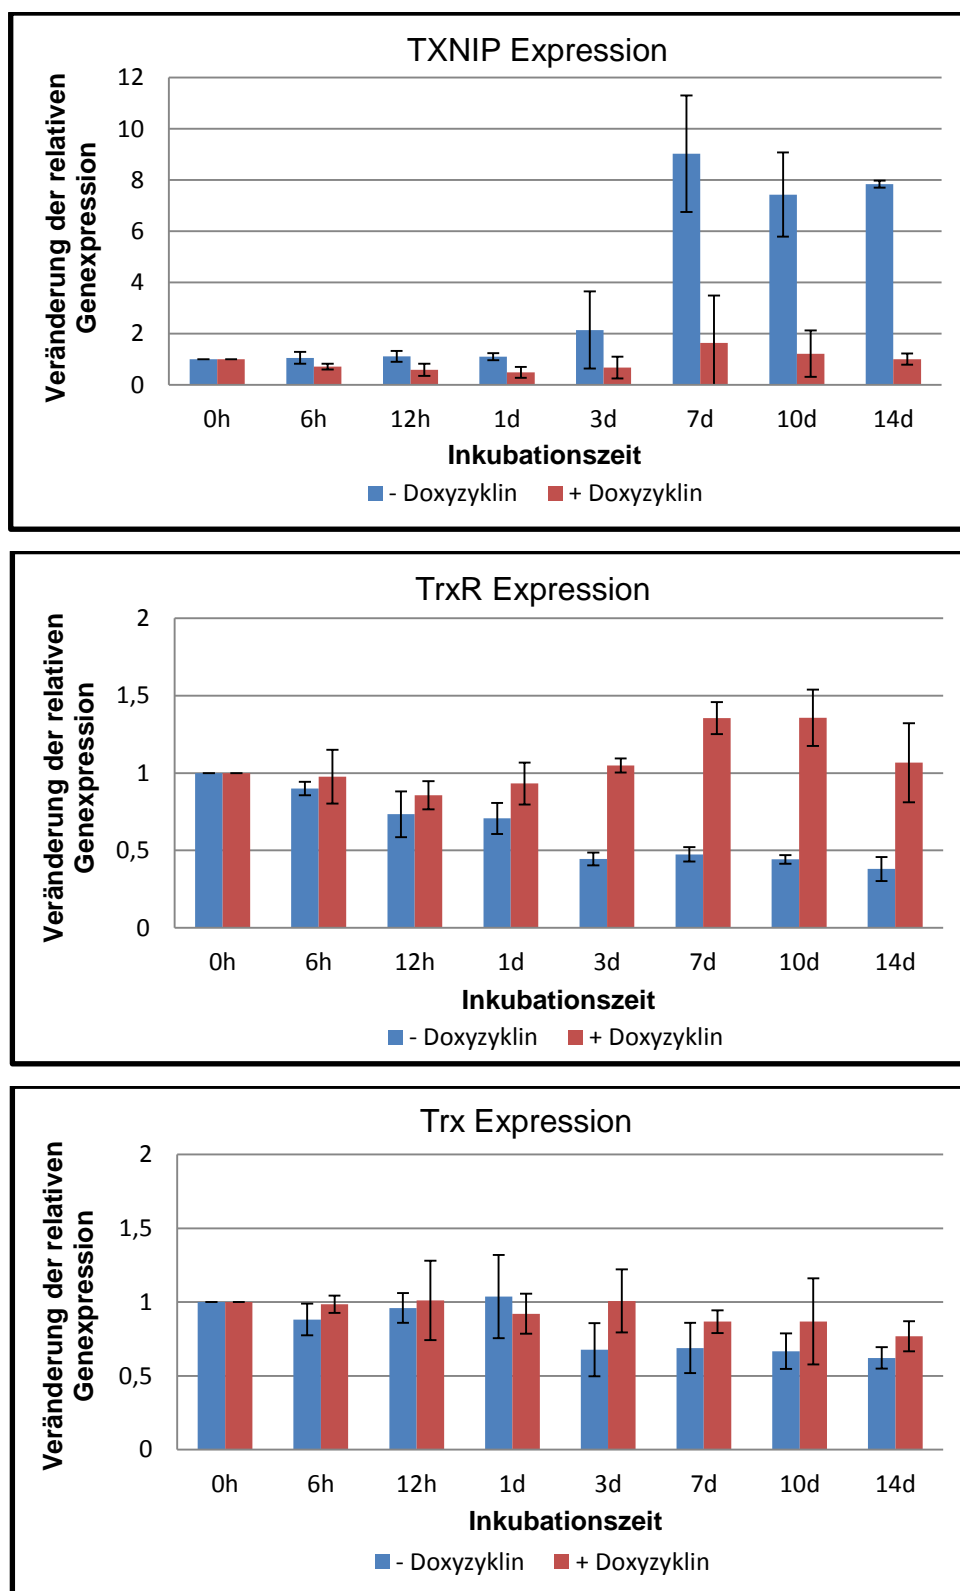 TXNIP Expression
Veränderung der relativen
Genexpression
12
10
8
6
4
2
0
0h 6h 12h 1d 3d 7d 10d 14d
Inkubationszeit
- Doxyzyklin + Doxyzyklin
TrxR Expression
Veränderung der relativen
Genexpression
2
1,5
1
0,5
0
0h 6h 12h 1d 3d 7d 10d 14d
Inkubationszeit
- Doxyzyklin + Doxyzyklin
Trx Expression
Veränderung der relativen
Genexpression
2
1,5
1
0,5
0
0h 6h 12h 1d 3d 7d 10d 14d
Inkubationszeit
- Doxyzyklin + Doxyzyklin